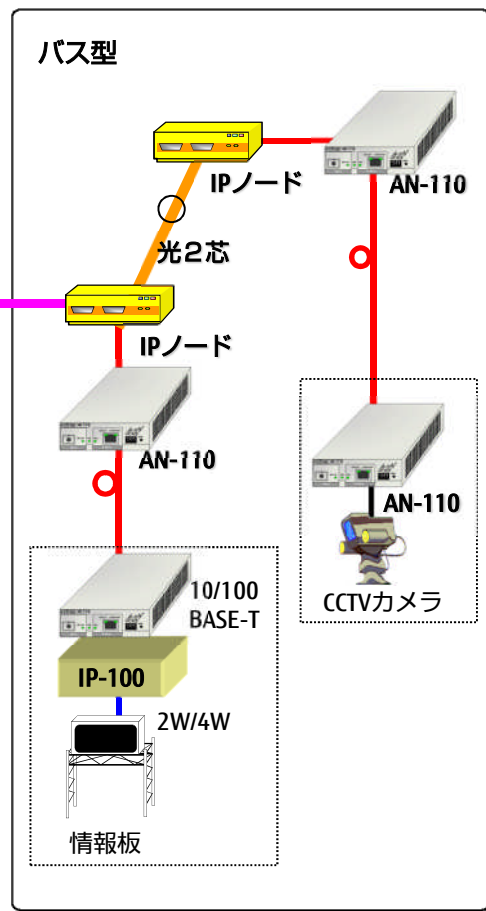 バス型
IPノード
AN-110
光2芯
IPノード
AN-110
AN-110
CCTVカメラ
10/100
BASE-T
IP-100
2W/4W
情報板